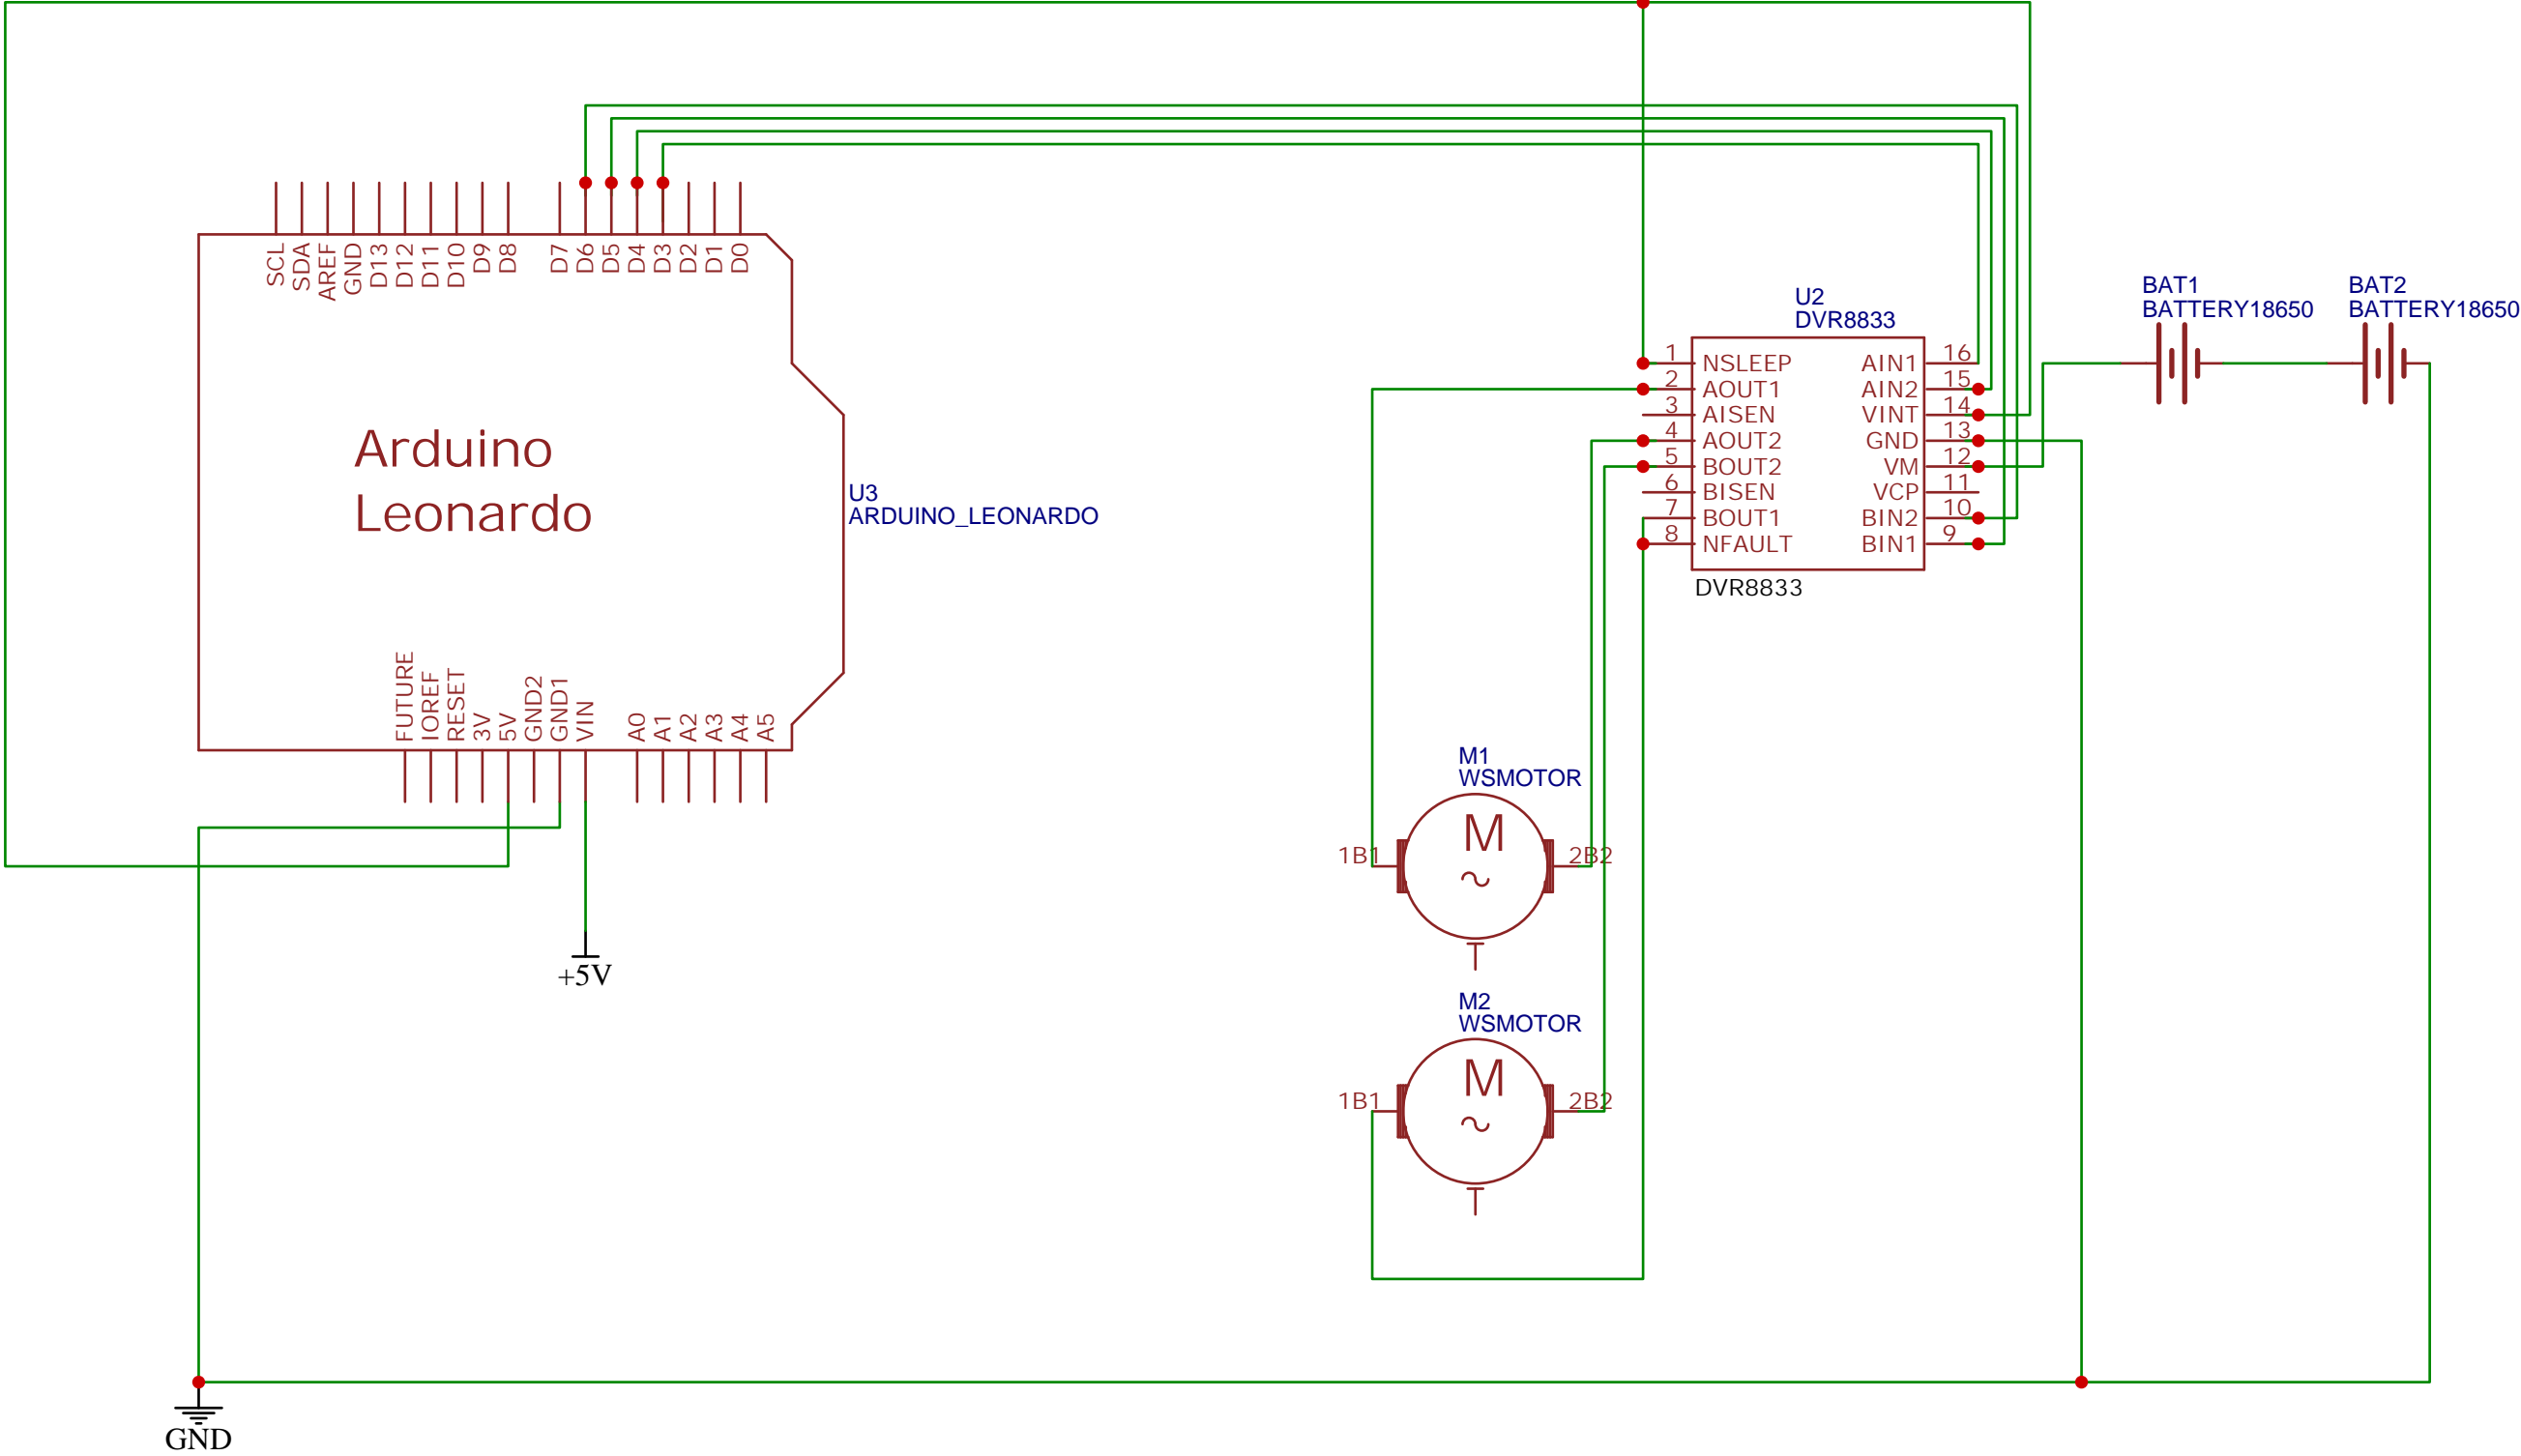 SCL
SDA
AREF
GND
D13
D12
D11
D10
D9
D8
D7
D6
D5
D4
D3
D2
D1
D0
Arduino
Leonardo
U3
ARDUINO_LEONARDO
FUTURE
IOREF
RESET
3V
5V
GND2
GND1
VIN
A0
A1
A2
A3
A4
A5
+5V
GND
U2
DVR8833
1 NSLEEP AIN1 16
2 AOUT1 AIN2 15
3 AISEN VINT 14
4 AOUT2 GND 13
5 BOUT2 VM 12
6 BISEN VCP 11
7 BOUT1 BIN2 10
8 NFAULT BIN1 9
DVR8833
BAT1
BATTERY18650
BAT2
BATTERY18650
M1
WSMOTOR
M
~
1B1
2B2
M2
WSMOTOR
M
~
1B1
2B2